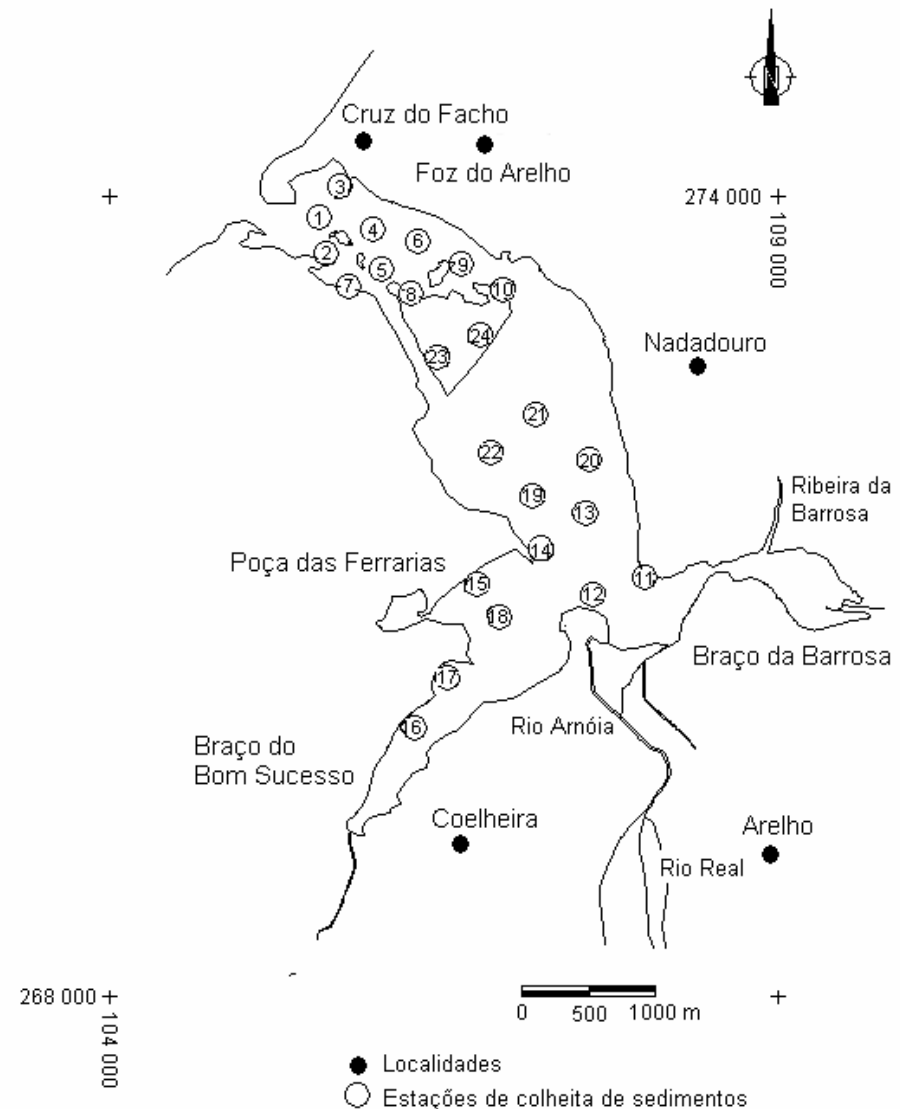 N
Cruz do Facho
Foz do Arelho
274 000
109 000
3
1
4
6
2
5
9
7
8
10
24
23
Nadadouro
21
22
20
19
13
Ribeira da
Barrosa
14
Poça das Ferrarias
15
11
12
18
Braço da Barrosa
17
16
Rio Arnóia
Braço do
Bom Sucesso
Coelheira
Arelho
Rio Real
268 000
104 000
0 500 1000 m
Localidades
Estações de colheita de sedimentos